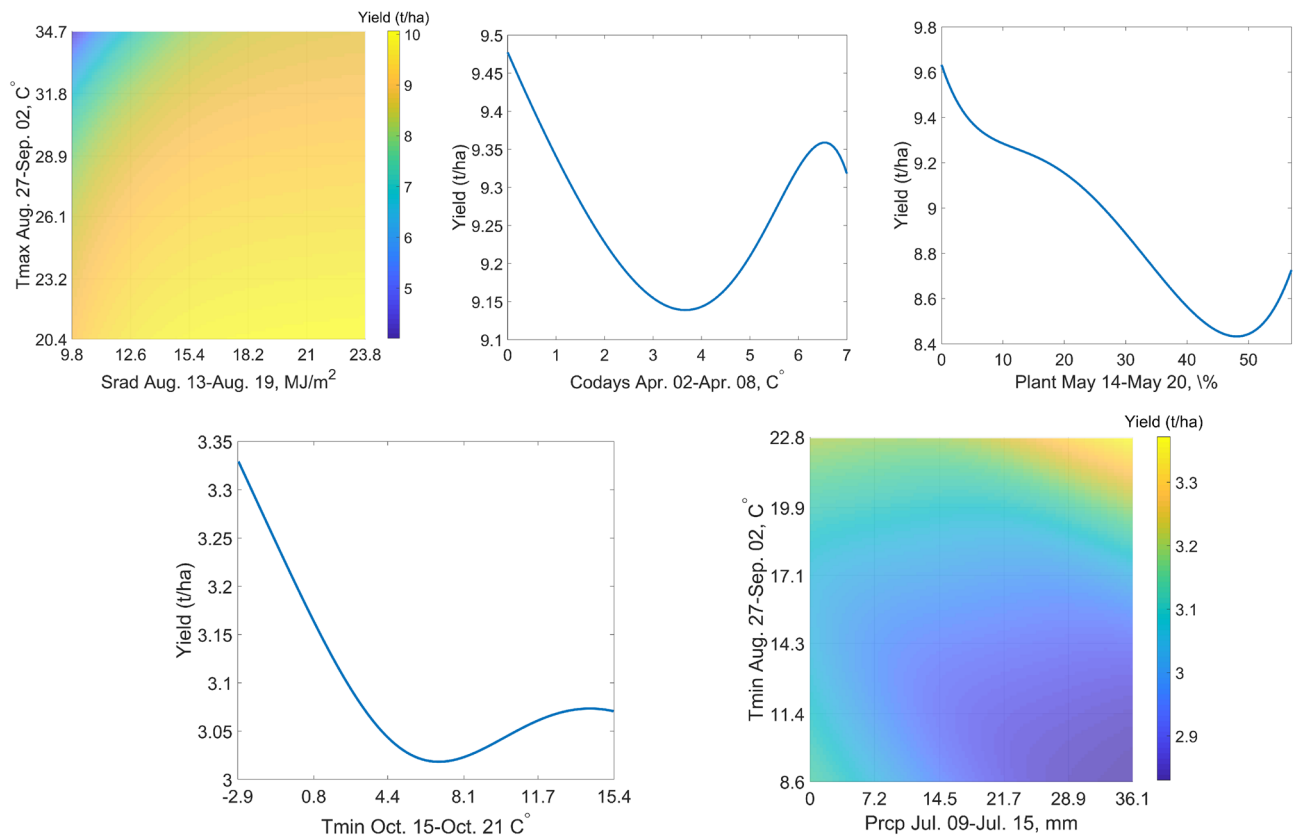 Yield (t/ha)
34.7
31.8
28.9
26.1
23.2
20.4
Tmax Aug. 27-Sep. 02, C°
9.8 12.6 15.4 18.2 21 23.8
Srad Aug. 13-Aug. 19, MJ/m²
10
9
8
7
6
5
9.5
9.45
9.4
9.35
9.3
9.25
9.2
9.15
9.1
Yield (t/ha)
0 1 2 3 4 5 6 7
Codays Apr. 02-Apr. 08, C°
9.8
9.6
9.4
9.2
9
8.8
8.6
8.4
Yield (t/ha)
0 10 20 30 40 50
Plant May 14-May 20, \%
3.35
3.3
3.25
3.2
3.15
3.1
3.05
3
Yield (t/ha)
-2.9 0.8 4.4 8.1 11.7 15.4
Tmin Oct. 15-Oct. 21 C°
Yield (t/ha)
22.8
19.9
17.1
14.3
11.4
8.6
Tmin Aug. 27-Sep. 02, C°
0 7.2 14.5 21.7 28.9 36.1
Prcp Jul. 09-Jul. 15, mm
3.3
3.2
3.1
3
2.9